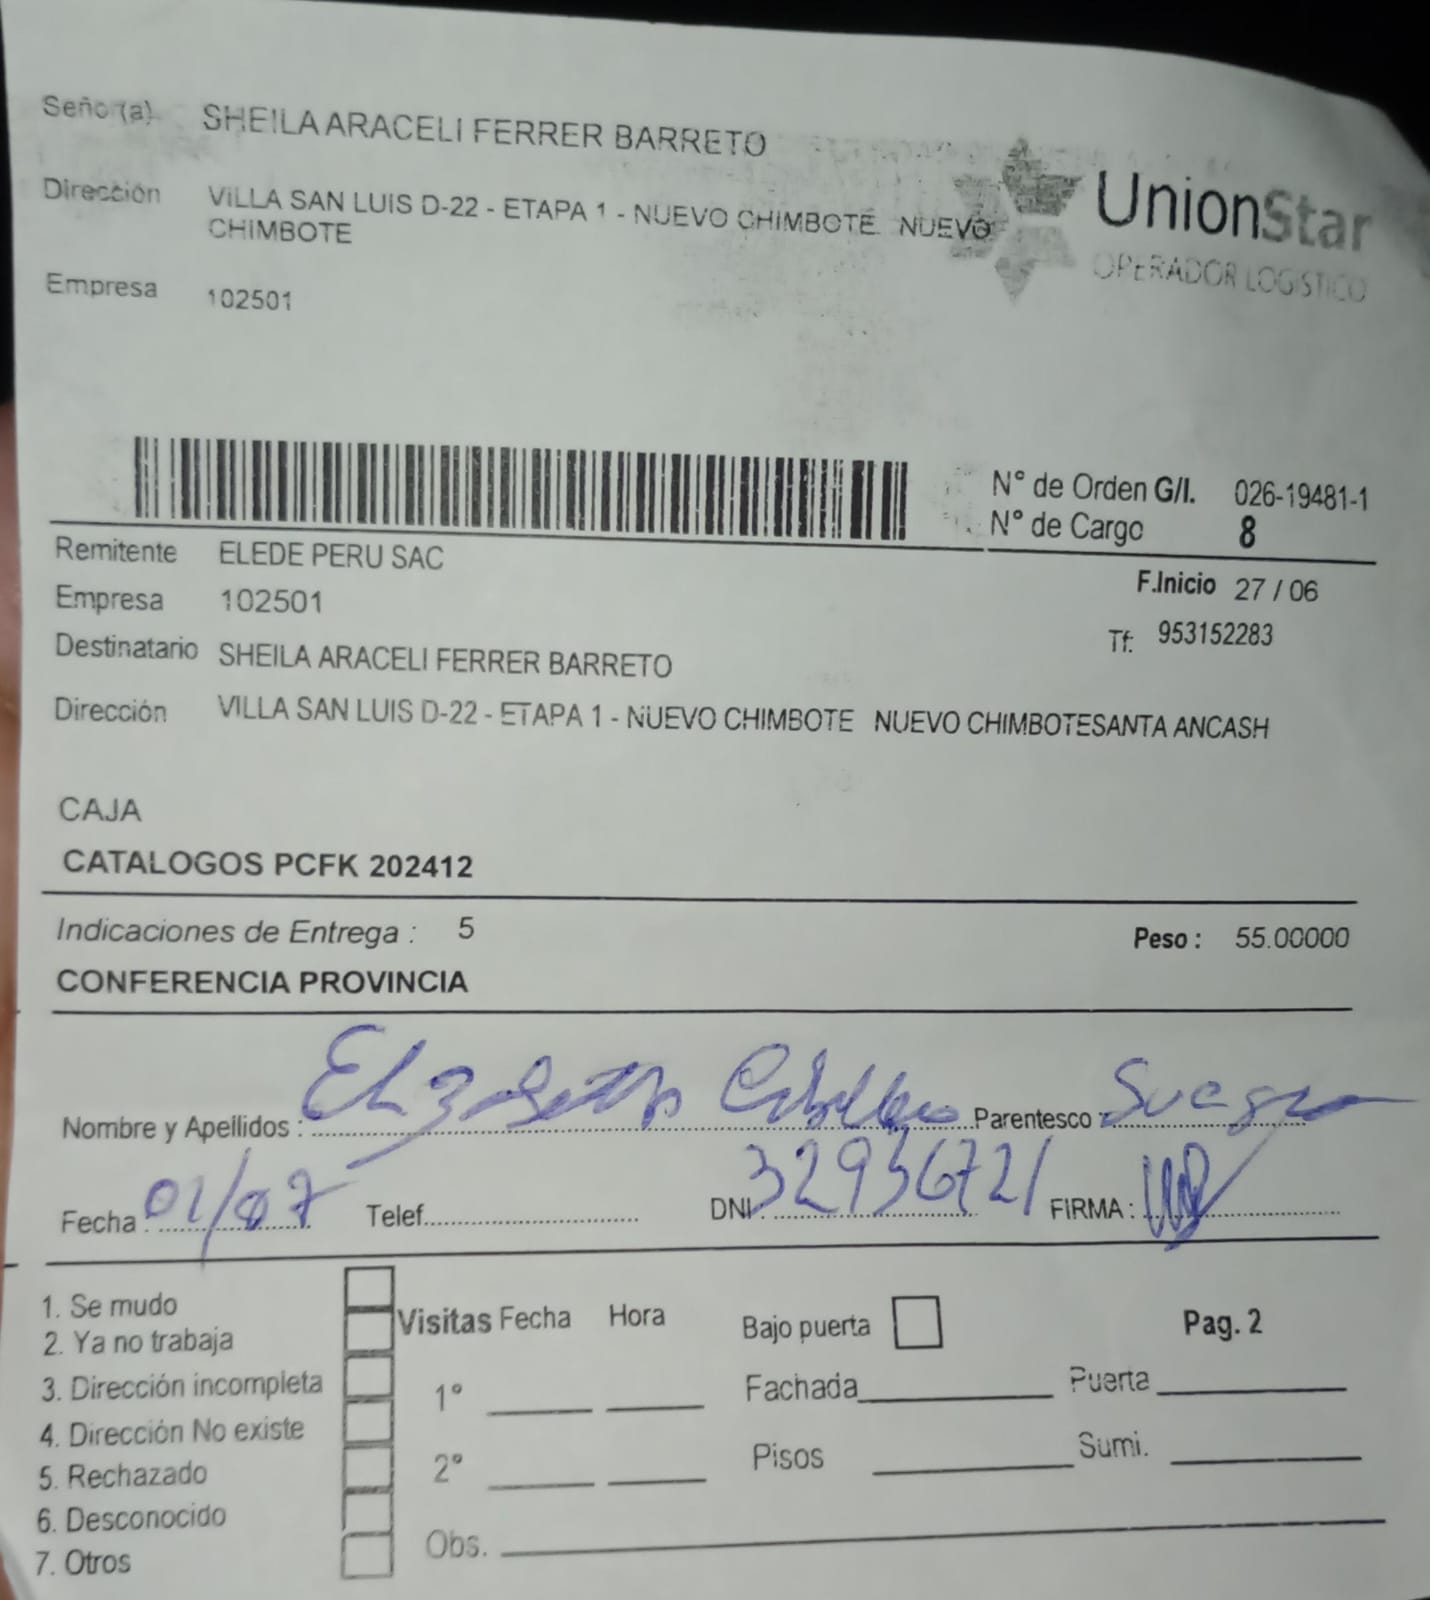 Señor(a) SHEILA ARACELI FERRER BARRETO
Dirección VILLA SAN LUIS D-22 - ETAPA 1 - NUEVO CHIMBOTE NUEVO
CHIMBOTE
UnionStar
OPERADOR LOGISTICO
Empresa 102501
N° de Orden G/I. 026-19481-1
N° de Cargo 8
Remitente ELEDE PERU SAC
F.Inicio 27 / 06
Empresa 102501
Tf: 953152283
Destinatario SHEILA ARACELI FERRER BARRETO
Dirección VILLA SAN LUIS D-22 - ETAPA 1 - NUEVO CHIMBOTE NUEVO CHIMBOTESANTA ANCASH
CAJA
CATALOGOS PCFK 202412
Indicaciones de Entrega : 5 Peso : 55.00000
CONFERENCIA PROVINCIA
Nombre y Apellidos : Elizabeth Parentesco : Suegra
Fecha : 01/07 Telef. DNI : 32936721 FIRMA :
1. Se mudo
2. Ya no trabaja
3. Dirección incompleta
4. Dirección No existe
5. Rechazado
6. Desconocido
7. Otros
Visitas Fecha Hora
1°
2°
Obs.
Bajo puerta Pag. 2
Fachada Puerta
Pisos Sumi.